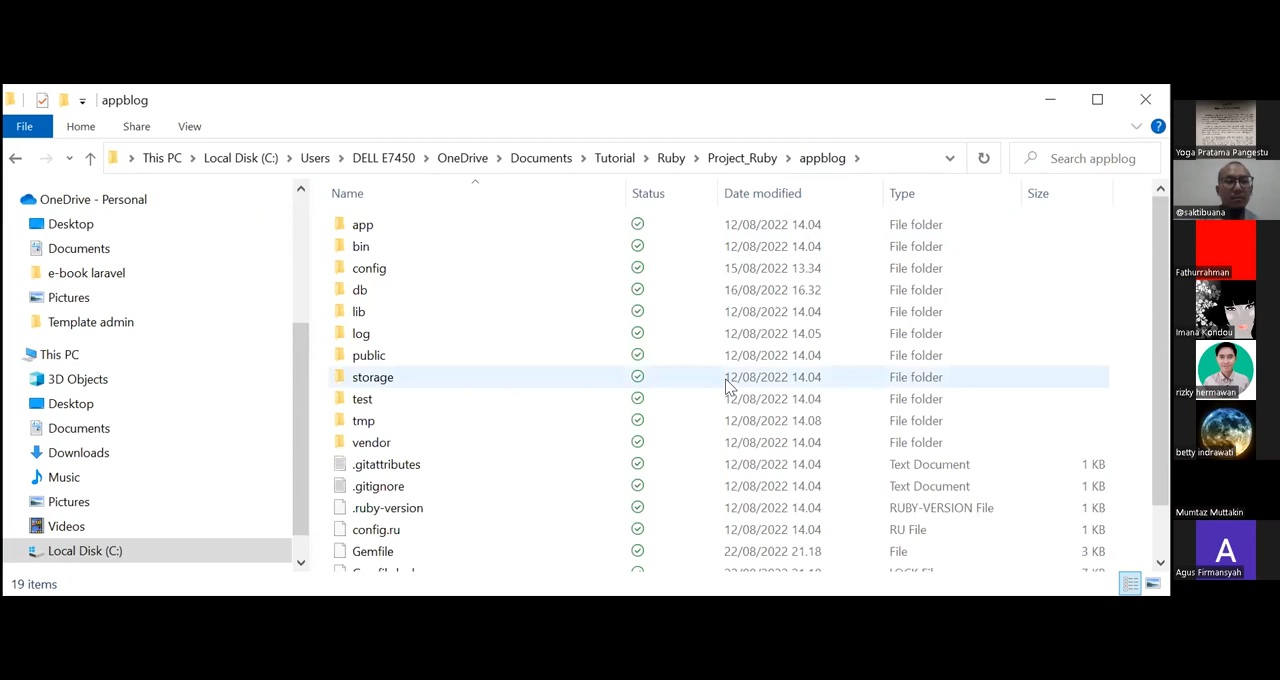 appblog
File Home Share View
This PC Local Disk (C:) Users DELL E7450 OneDrive Documents Tutorial Ruby Project_Ruby appblog
Search appblog
OneDrive - Personal
Desktop
Documents
e-book laravel
Pictures
Template admin
This PC
3D Objects
Desktop
Documents
Downloads
Music
Pictures
Videos
Local Disk (C:)
Name Status Date modified Type Size
app 12/08/2022 14.04 File folder
bin 12/08/2022 14.04 File folder
config 15/08/2022 13.34 File folder
db 16/08/2022 16.32 File folder
lib 12/08/2022 14.04 File folder
log 12/08/2022 14.05 File folder
public 12/08/2022 14.04 File folder
storage 12/08/2022 14.04 File folder
test 12/08/2022 14.04 File folder
tmp 12/08/2022 14.08 File folder
vendor 12/08/2022 14.04 File folder
.gitattributes 12/08/2022 14.04 Text Document 1 KB
.gitignore 12/08/2022 14.04 Text Document 1 KB
.ruby-version 12/08/2022 14.04 RUBY-VERSION File 1 KB
config.ru 12/08/2022 14.04 RU File 1 KB
Gemfile 22/08/2022 21.18 File 3 KB
19 items
Yoga Pratama Pangestu
@saktibuana
Fathurrahman
Imana Kondou
rizky hermawan
betty indrawati
Mumtaz Muttakin
A
Agus Firmansyah